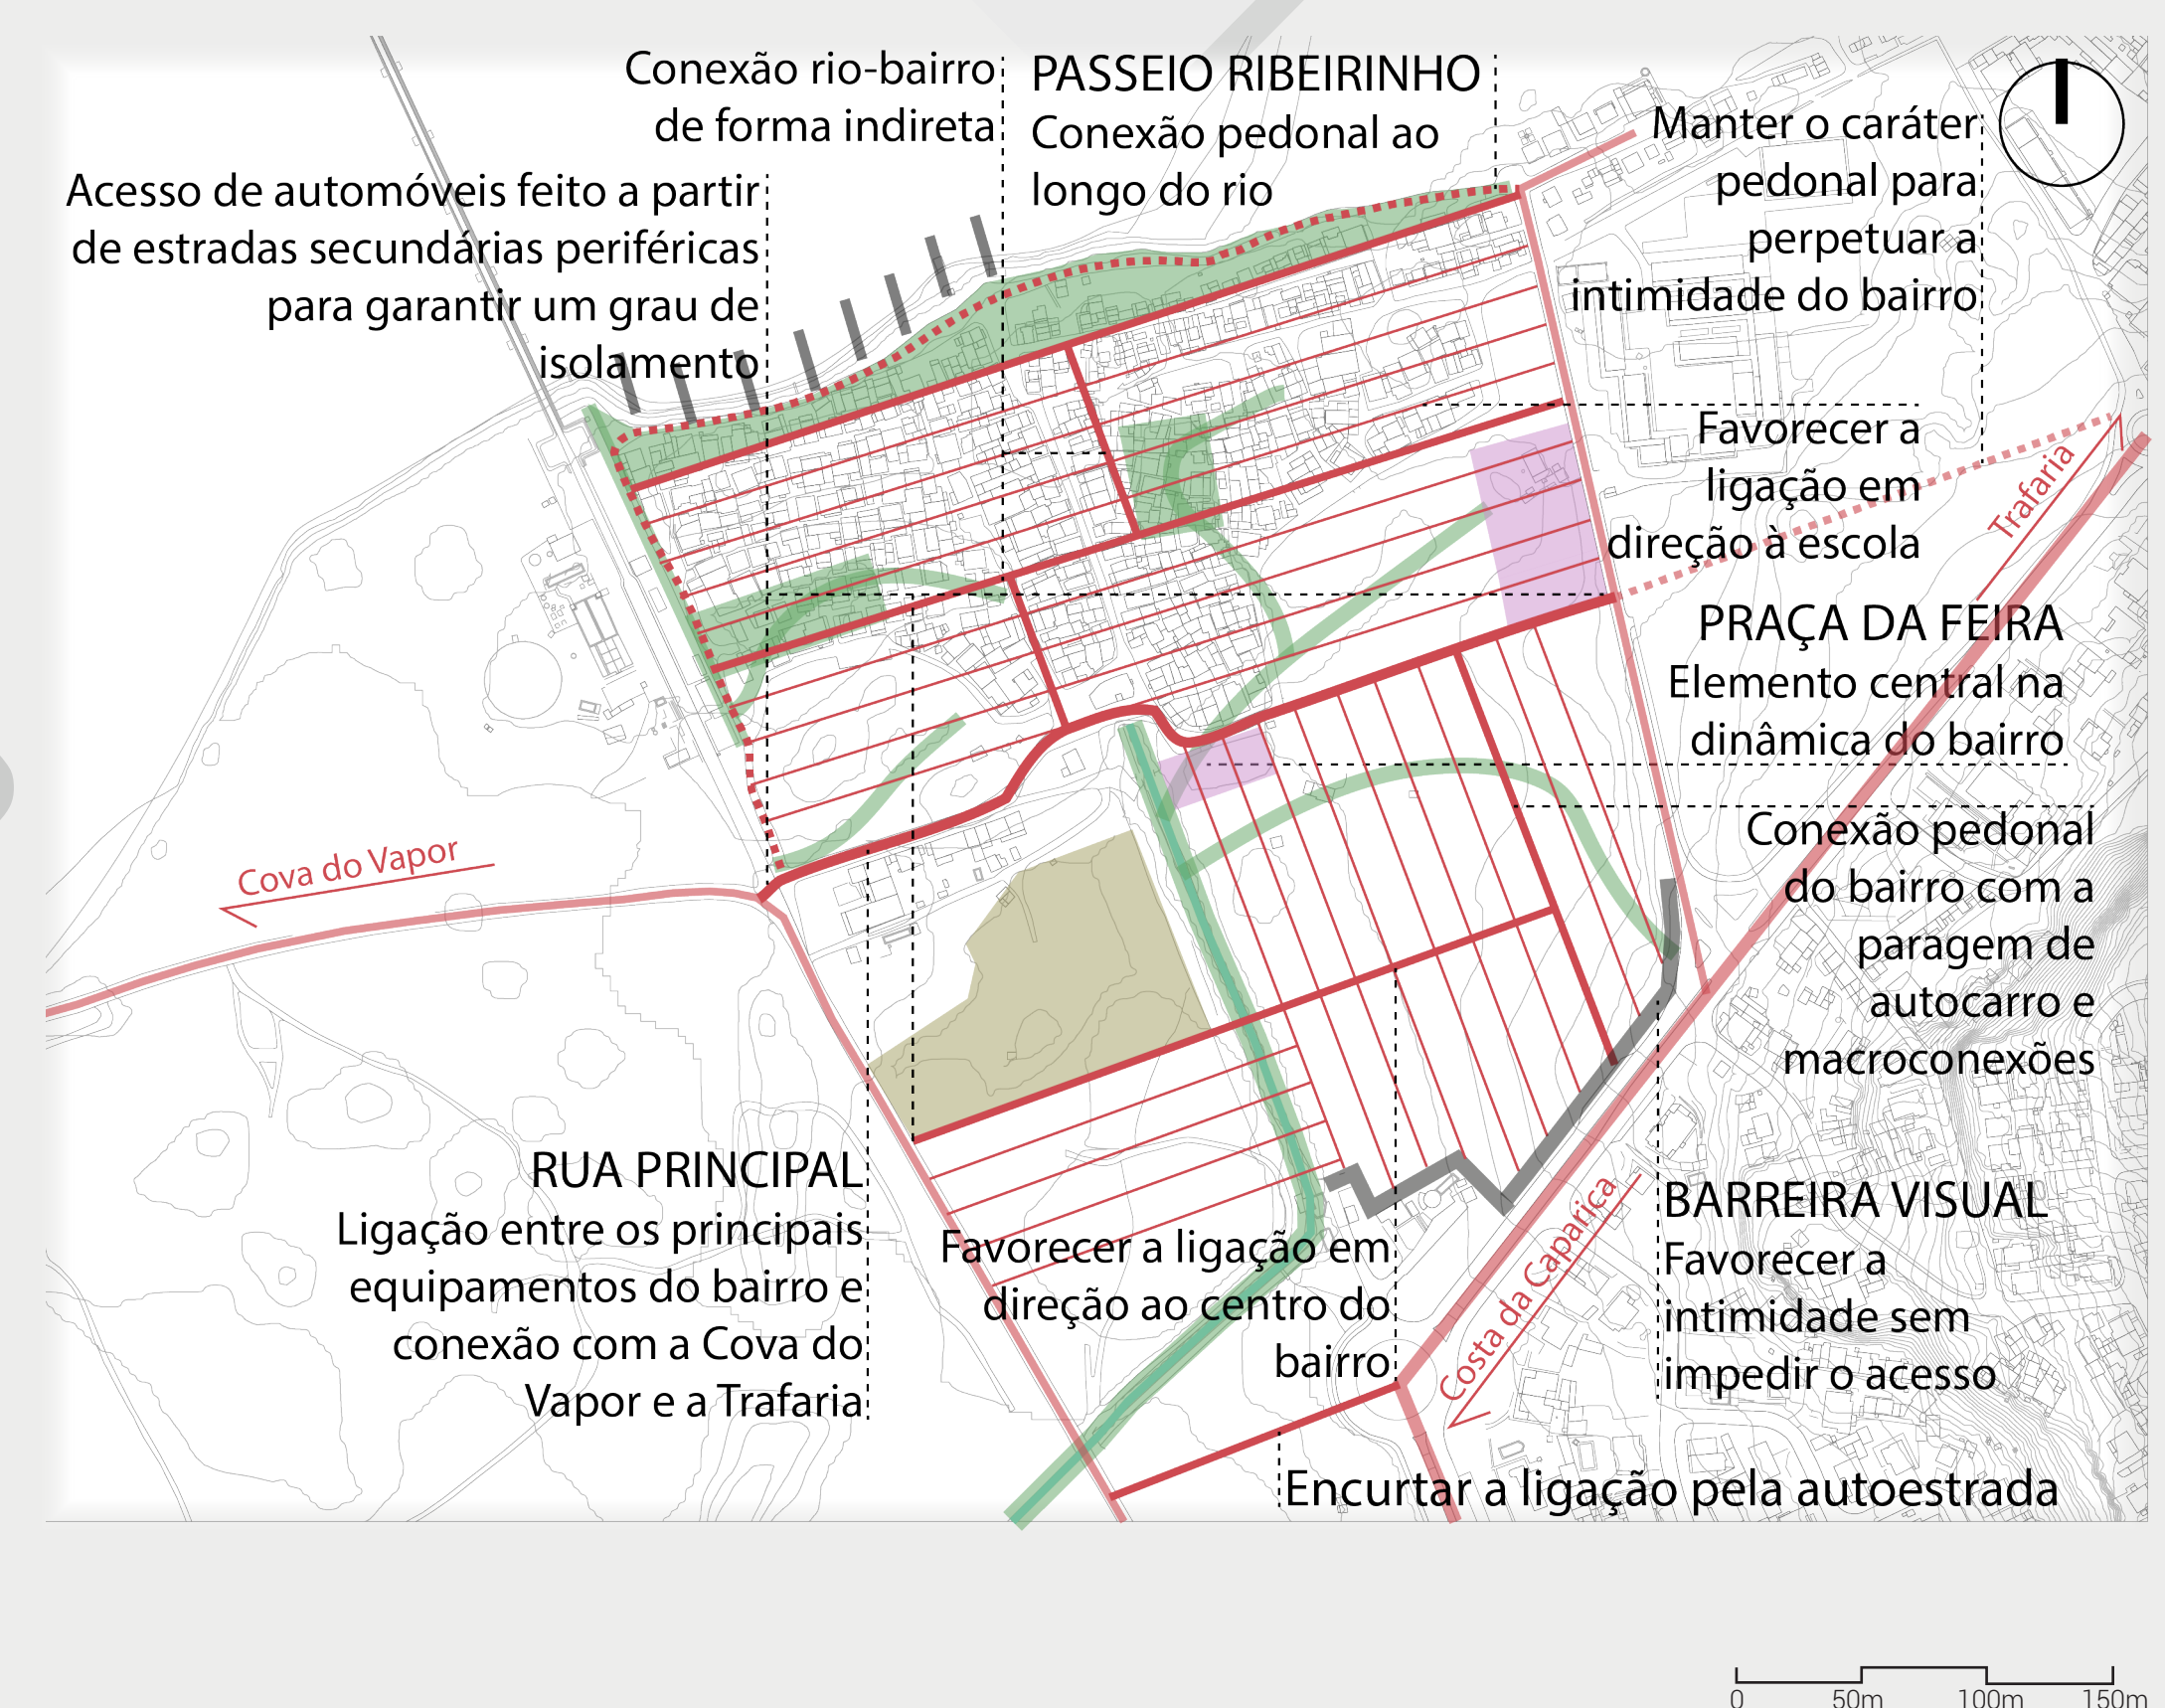 Conexão rio-bairro
de forma indireta
PASSEIO RIBEIRINHO
Conexão pedonal ao
longo do rio
Manter o caráter
pedonal para
perpetuar a
intimidade do bairro
Acesso de automóveis feito a partir
de estradas secundárias periféricas
para garantir um grau de
isolamento
Favorecer a
ligação em
direção à escola
Trafaria
PRAÇA DA FEIRA
Elemento central na
dinâmica do bairro
Cova do Vapor
Conexão pedonal
do bairro com a
paragem de
autocarro e
macroconexões
RUA PRINCIPAL
Ligação entre os principais
equipamentos do bairro e
conexão com a Cova do
Vapor e a Trafaria
Favorecer a ligação em
direção ao centro do
bairro
Costa da Caparica
BARREIRA VISUAL
Favorecer a
intimidade sem
impedir o acesso
Encurtar a ligação pela autoestrada
0 50m 100m 150m